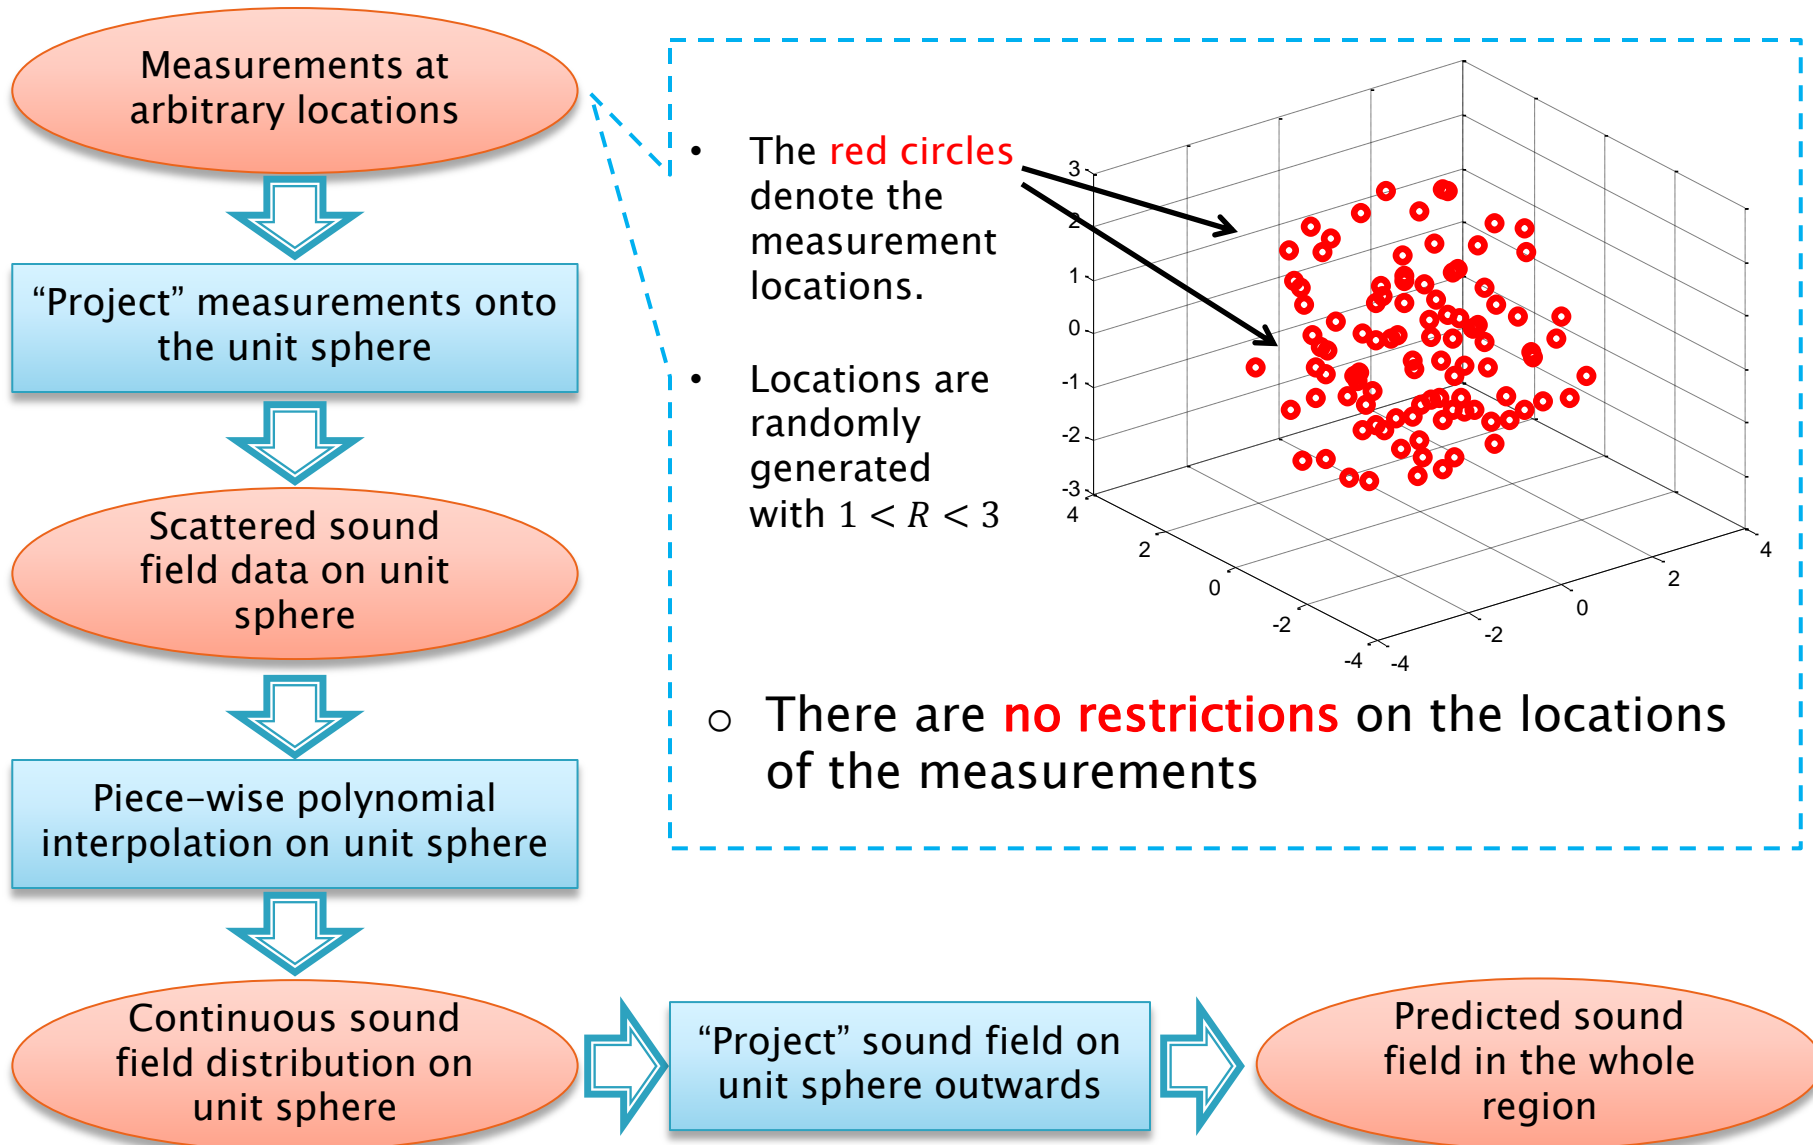 Measurements at
arbitrary locations
“Project” measurements onto
the unit sphere
Scattered sound
field data on unit
sphere
Piece-wise polynomial
interpolation on unit sphere
Continuous sound
field distribution on
unit sphere
“Project” sound field on
unit sphere outwards
Predicted sound
field in the whole
region
• The red circles
denote the
measurement
locations.
• Locations are
randomly
generated
with 1 < R < 3
3
2
1
0
-1
-2
-3
4
2
0
-2
-4
-4
-2
0
2
4
○ There are no restrictions on the locations
of the measurements